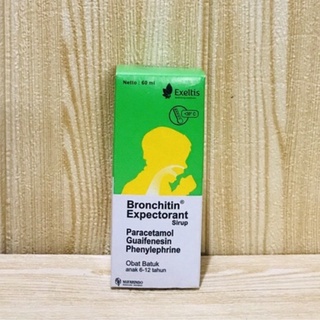 Netto : 60 ml
Exeltis
Bronchitin®
Expectorant
Sirup
Paracetamol
Guaifenesin
Phenylephrine
Obat Batuk
anak 6-12 tahun